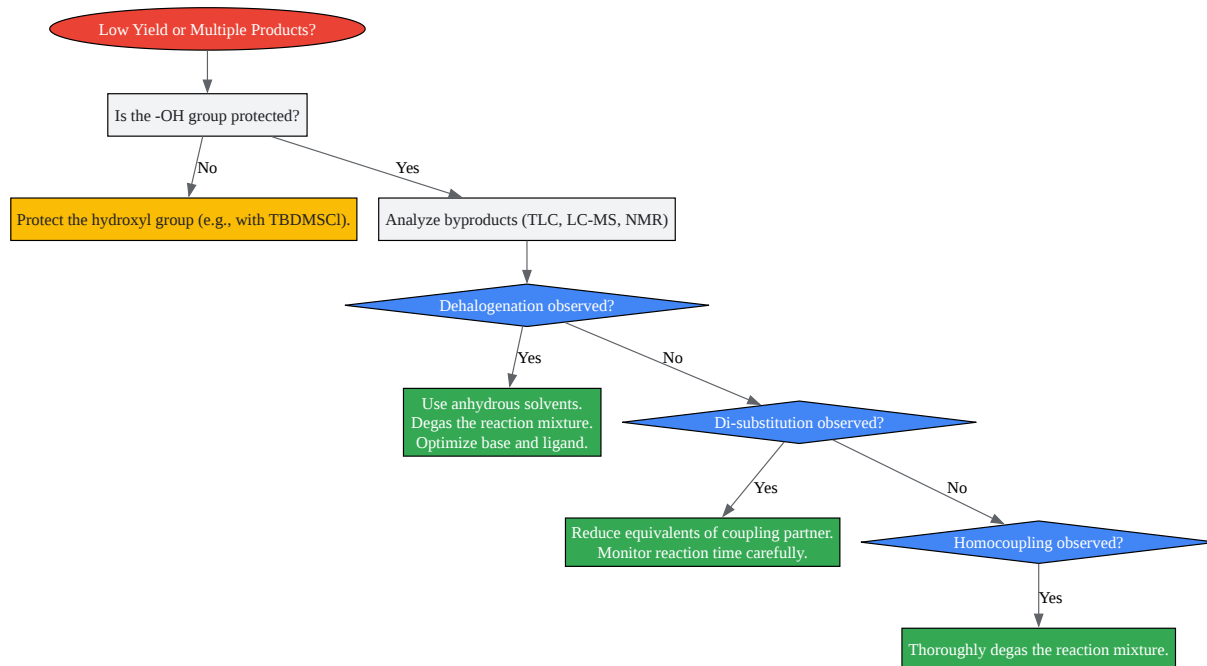 Low Yield or Multiple Products?
Is the -OH group protected?
No
Yes
Protect the hydroxyl group (e.g., with TBDMSCl).
Analyze byproducts (TLC, LC-MS, NMR)
Dehalogenation observed?
Yes
No
Use anhydrous solvents.
Degas the reaction mixture.
Optimize base and ligand.
Di-substitution observed?
Yes
No
Reduce equivalents of coupling partner.
Monitor reaction time carefully.
Homocoupling observed?
Yes
Thoroughly degas the reaction mixture.